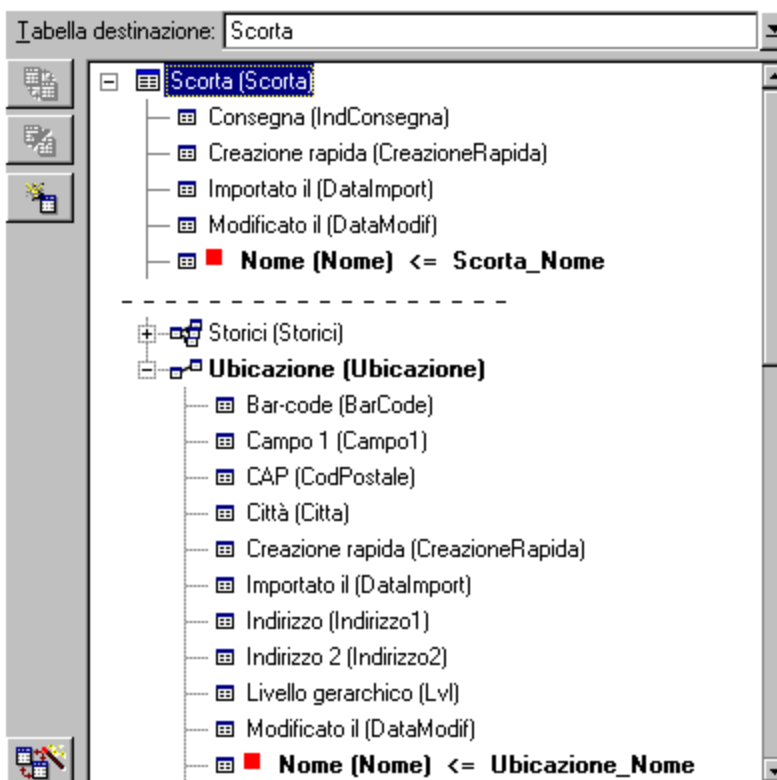 Tabella destinazione: Scorta
Scorta (Scorta)
Consegna (IndConsegna)
Creazione rapida (CreazioneRapida)
Importato il (DataImport)
Modificato il (DataModif)
Nome (Nome) <= Scorta_Nome
Storici (Storici)
Ubicazione (Ubicazione)
Bar-code (BarCode)
Campo 1 (Campo1)
CAP (CodPostale)
Città (Citta)
Creazione rapida (CreazioneRapida)
Importato il (DataImport)
Indirizzo (Indirizzo1)
Indirizzo 2 (Indirizzo2)
Livello gerarchico (Lvl)
Modificato il (DataModif)
Nome (Nome) <= Ubicazione_Nome